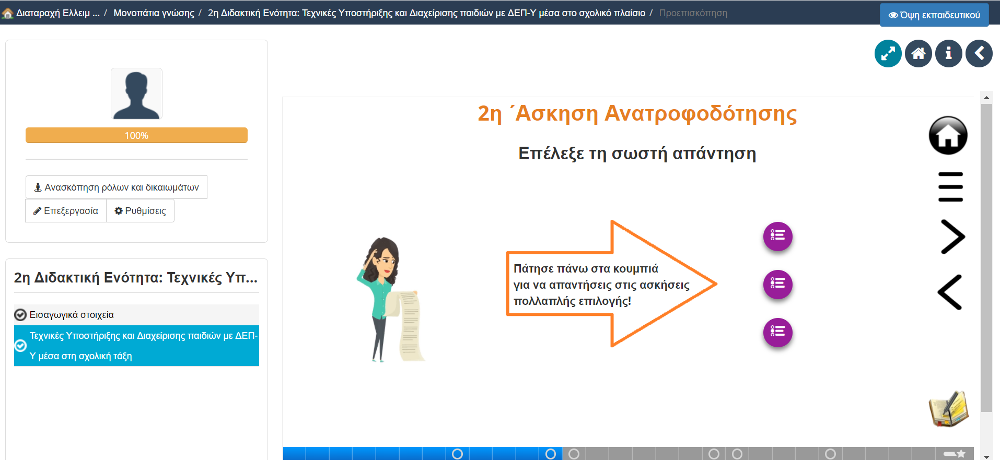 Διαταραχή Ελλειμ ... / Μονοπάτια γνώσης / 2η Διδακτική Ενότητα: Τεχνικές Υποστήριξης και Διαχείρισης παιδιών με ΔΕΠ-Υ μέσα στο σχολικό πλαίσιο / Προεπισκόπηση
Όψη εκπαιδευτικού
100%
Ανασκόπηση ρόλων και δικαιωμάτων
Επεξεργασία
Ρυθμίσεις
2η Διδακτική Ενότητα: Τεχνικές Υπ...
Εισαγωγικά στοιχεία
Τεχνικές Υποστήριξης και Διαχείρισης παιδιών με ΔΕΠ-
Υ μέσα στη σχολική τάξη
2η ΄Ασκηση Ανατροφοδότησης
Επέλεξε τη σωστή απάντηση
Πάτησε πάνω στα κουμπιά
για να απαντήσεις στις ασκήσεις
πολλαπλής επιλογής!